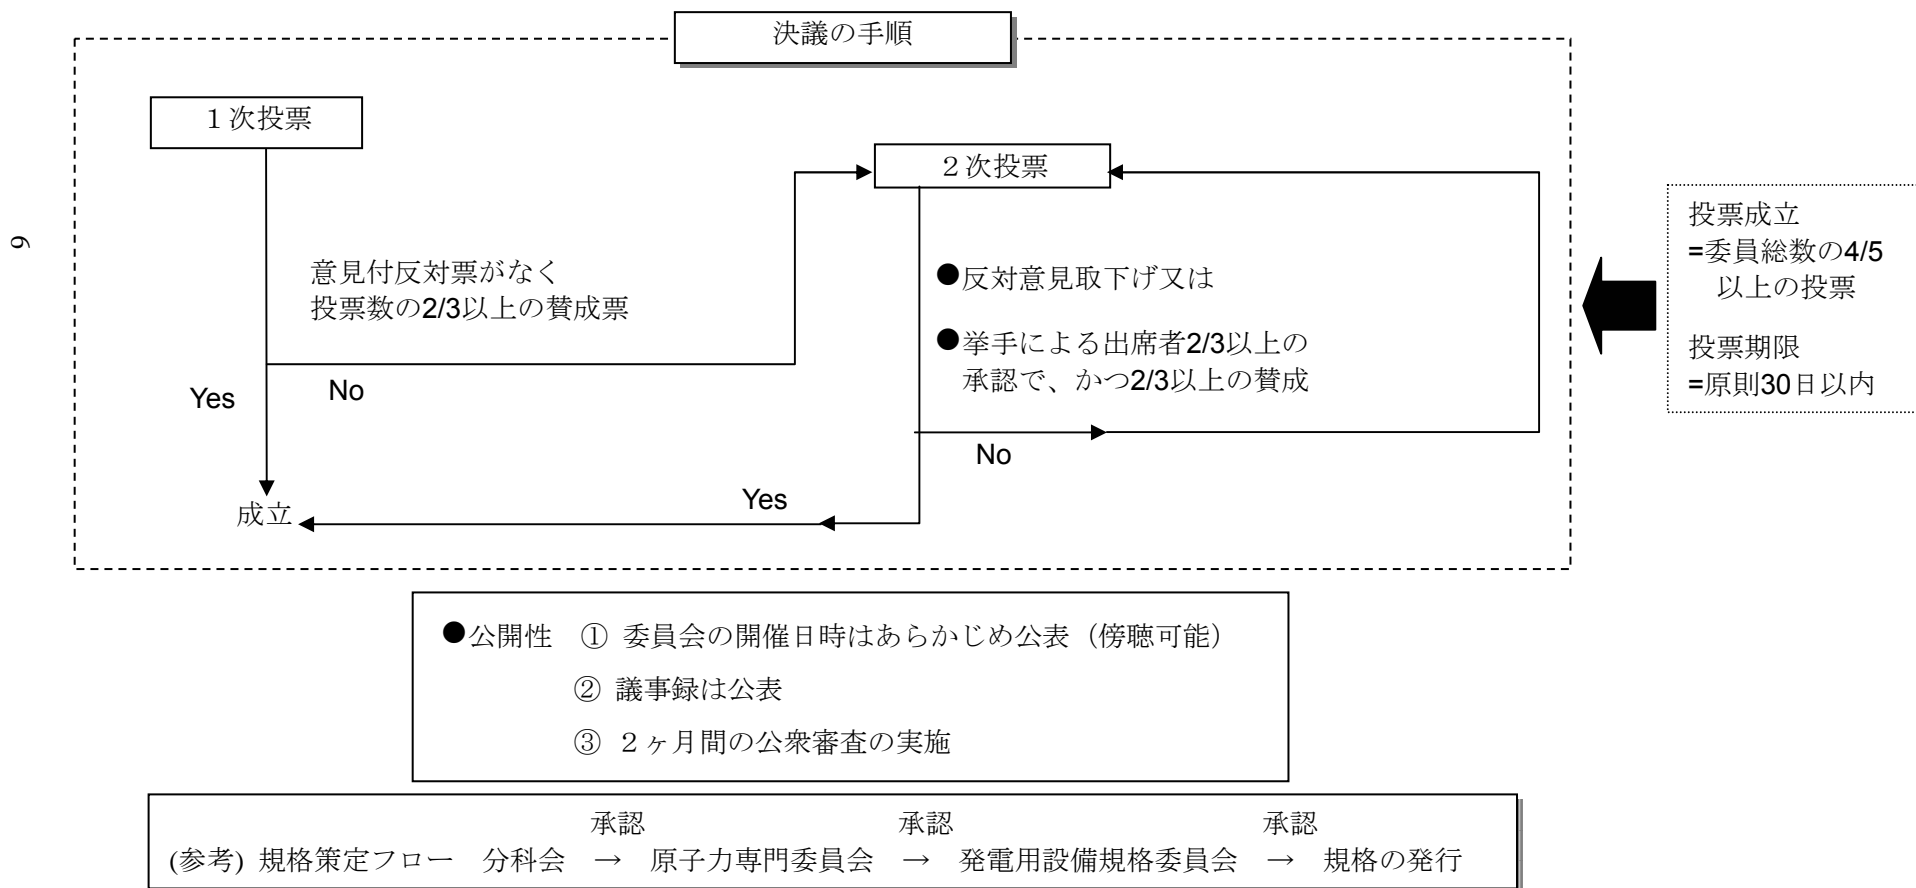 決議の手順
１次投票
２次投票
意見付反対票がなく
投票数の2/3以上の賛成票
●反対意見取下げ又は
●挙手による出席者2/3以上の
承認で、かつ2/3以上の賛成
投票成立
=委員総数の4/5
以上の投票
投票期限
=原則30日以内
Yes
No
No
Yes
成立
9
●公開性 ① 委員会の開催日時はあらかじめ公表（傍聴可能）
② 議事録は公表
③ ２ヶ月間の公衆審査の実施
承認 承認 承認
(参考) 規格策定フロー 分科会 → 原子力専門委員会 → 発電用設備規格委員会 → 規格の発行